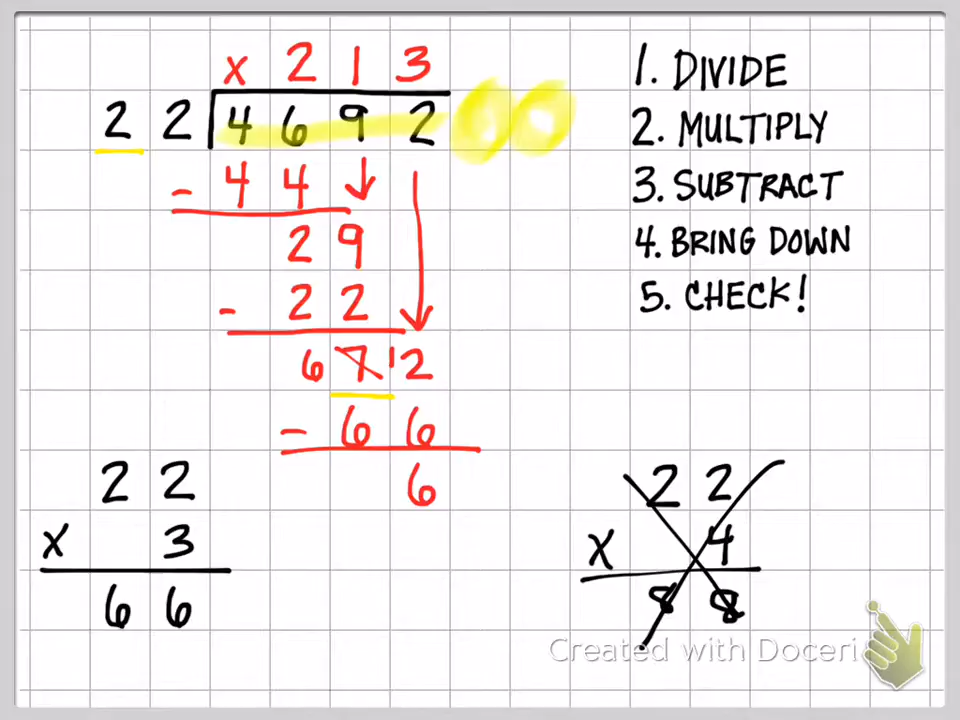 x 2 1 3
2 2 4 6 9 2
- 4 4
2 9
- 2 2
6 7 1 2
- 6 6
6
1. DIVIDE
2. MULTIPLY
3. SUBTRACT
4. BRING DOWN
5. CHECK!
2 2
x 3
6 6
2 2
x 4
8 8
Created with Doceri